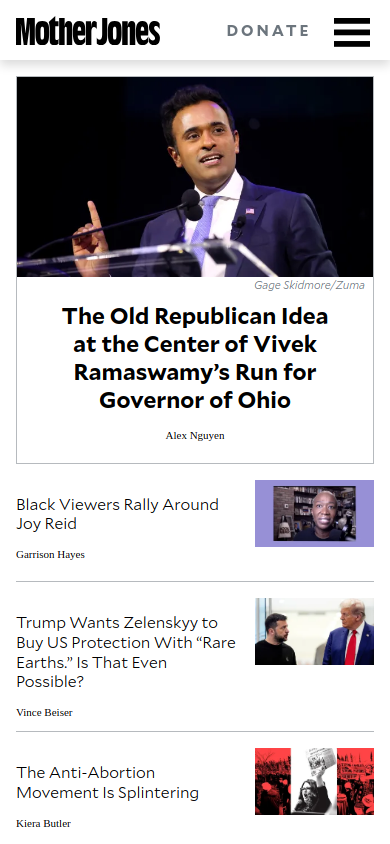 Mother Jones
DONATE
Gage Skidmore/Zuma
The Old Republican Idea
at the Center of Vivek
Ramaswamy’s Run for
Governor of Ohio
Alex Nguyen
Black Viewers Rally Around
Joy Reid
Garrison Hayes
Trump Wants Zelenskyy to
Buy US Protection With “Rare
Earths.” Is That Even
Possible?
Vince Beiser
The Anti-Abortion
Movement Is Splintering
Kiera Butler